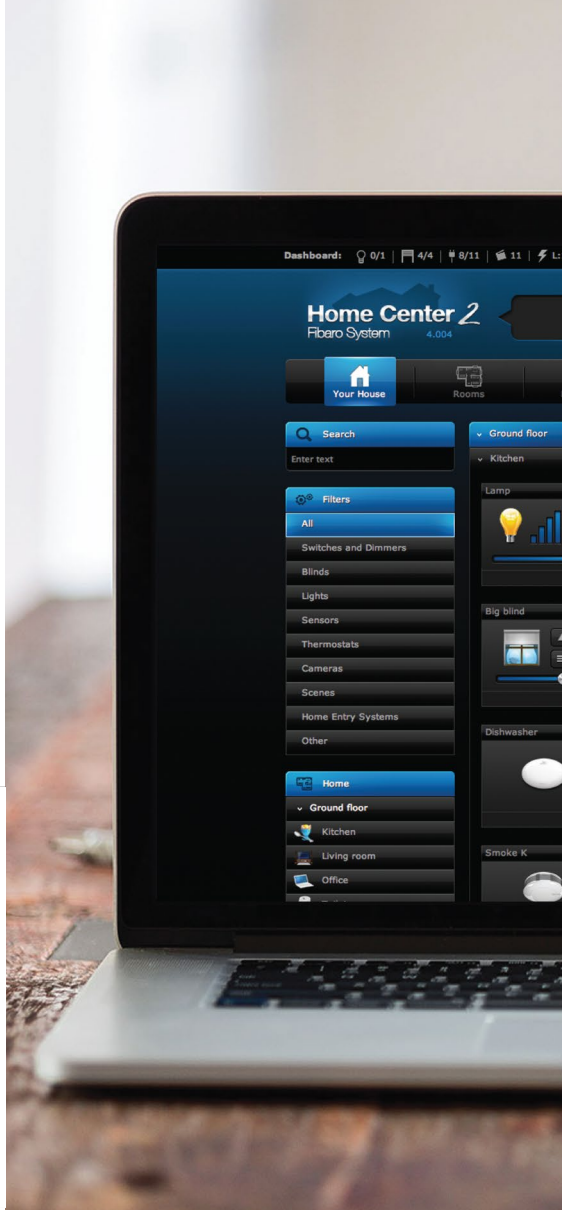 Dashboard: 0/1 | 4/4 | 8/11 | 11 | L:
Home Center 2
Fibaro System 4.004
Your House
Rooms
Search
Enter text
Filters
All
Switches and Dimmers
Blinds
Lights
Sensors
Thermostats
Cameras
Scenes
Home Entry Systems
Other
Home
Ground floor
Kitchen
Living room
Office
Ground floor
Kitchen
Lamp
Big blind
Dishwasher
Smoke K